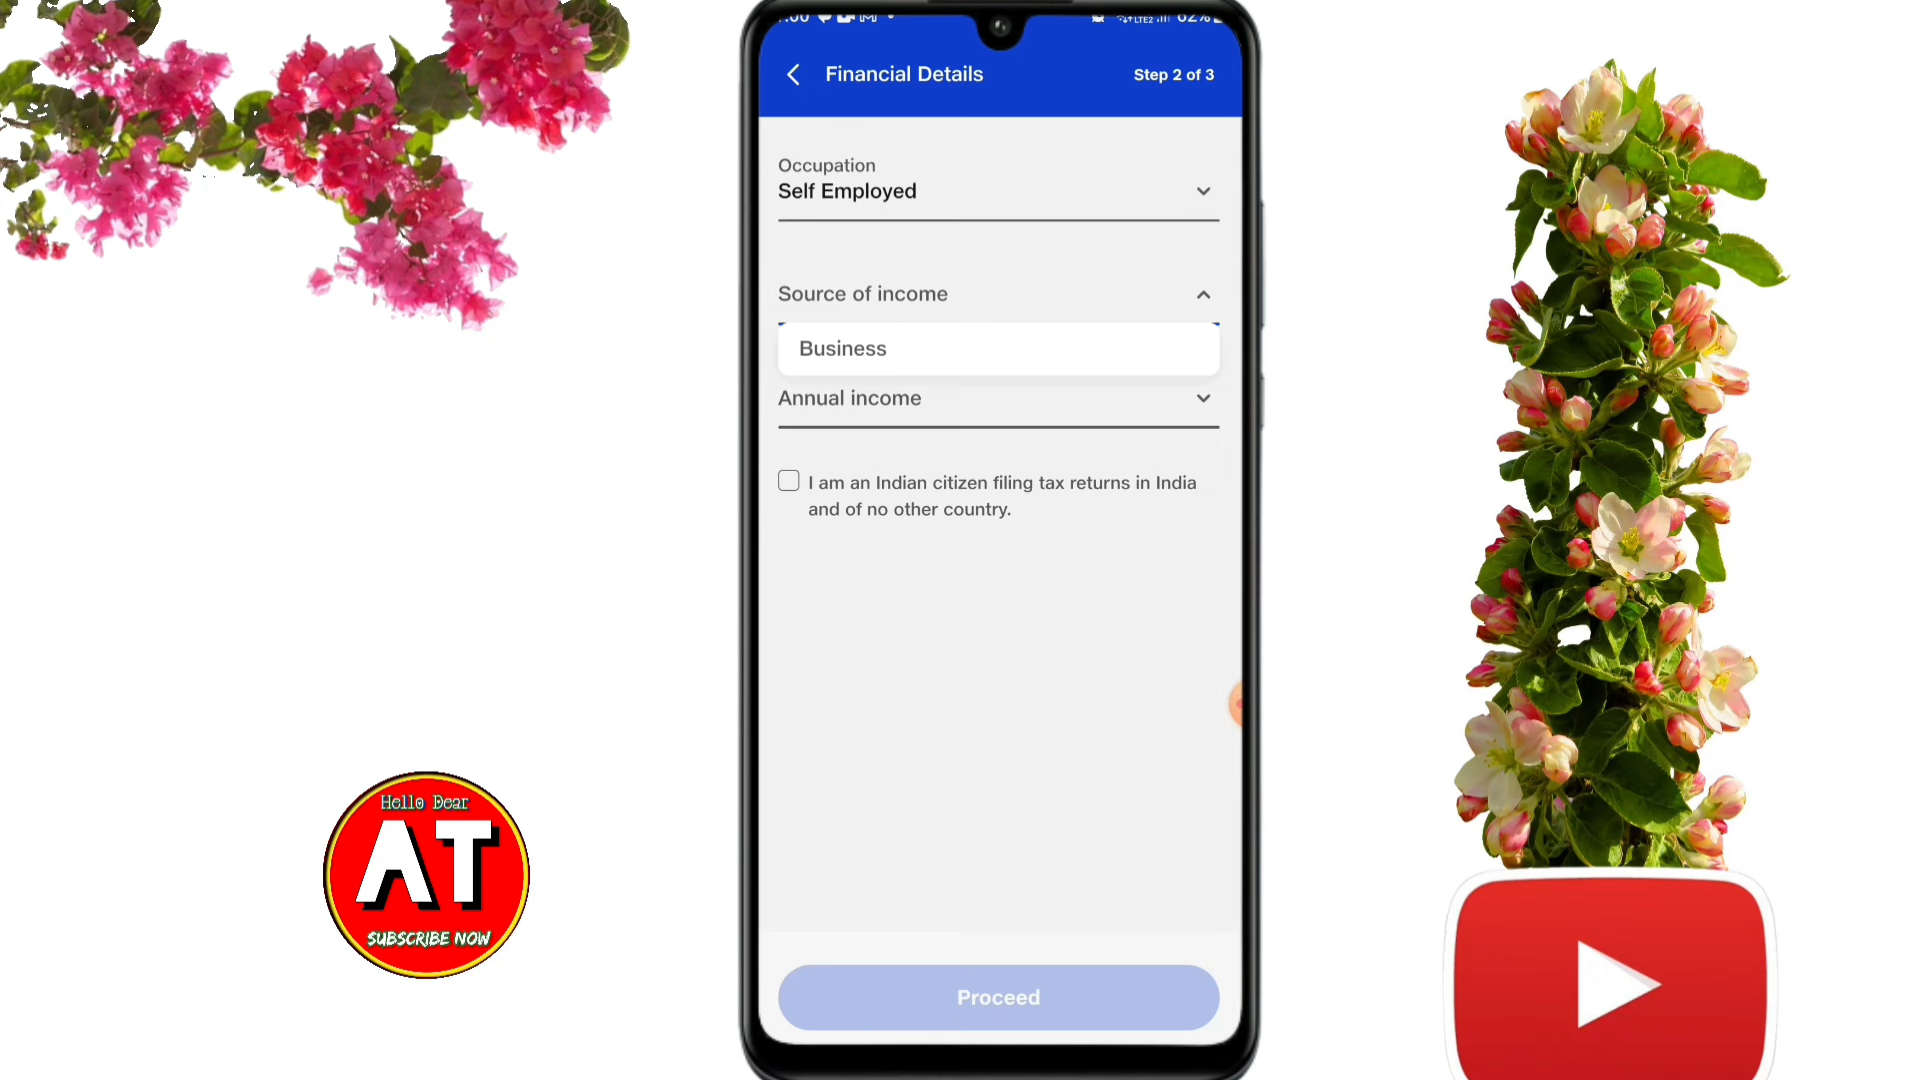 Financial Details
Step 2 of 3
Occupation
Self Employed
Source of income
Business
Annual income
I am an Indian citizen filing tax returns in India
and of no other country.
Proceed
Hello Dear
AT
SUBSCRIBE NOW